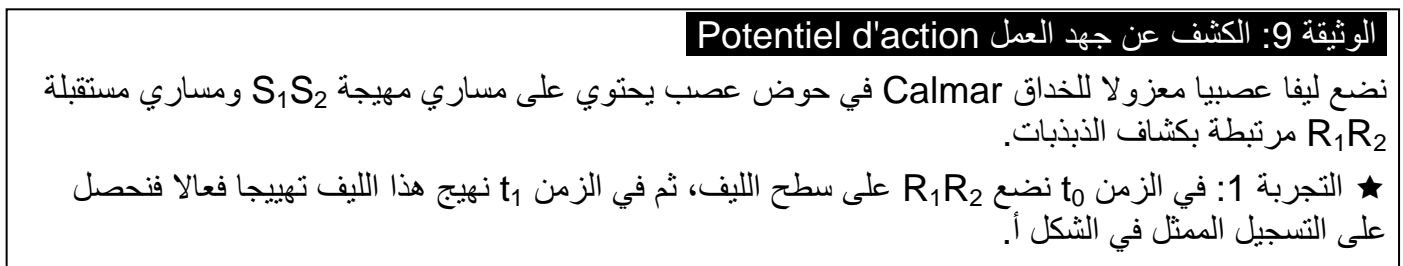 الوثيقة 9: الكشف عن جهد العمل Potentiel d'action
نضع ليفا عصبيا معزولا للخداق Calmar في حوض عصب يحتوي على مساري مهيجة S₁S₂ ومساري مستقبلة
R₁R₂ مرتبطة بكشاف الذبذبات.
★ التجربة 1: في الزمن t₀ نضع R₁R₂ على سطح الليف، ثم في الزمن t₁ نهيج هذا الليف تهييجا فعالا فنحصل
على التسجيل الممثل في الشكل أ.